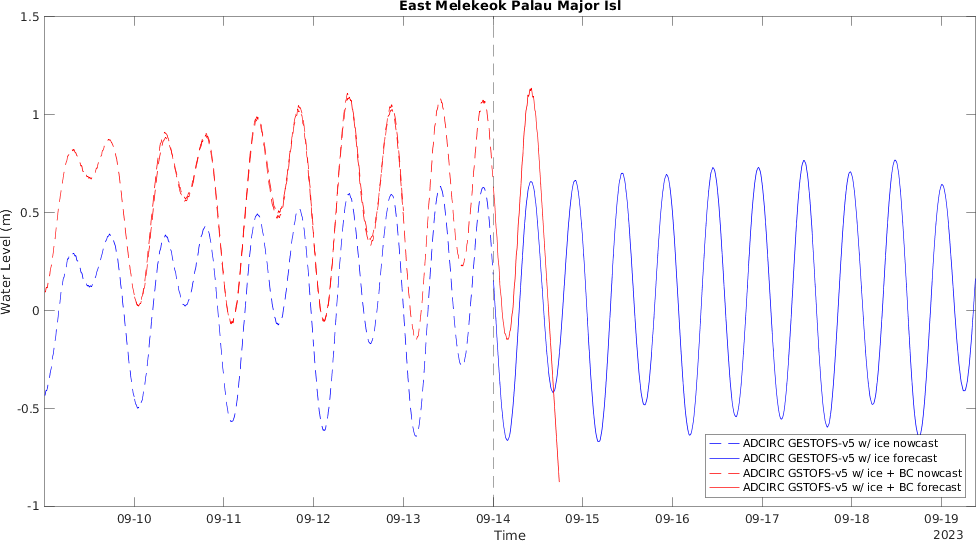 East Melekeok Palau Major Isl
1.5
1
0.5
0
-0.5
-1
Water Level (m)
09-10 09-11 09-12 09-13 09-14 09-15 09-16 09-17 09-18 09-19
Time
2023
ADCIRC GESTOFS-v5 w/ ice nowcast
ADCIRC GESTOFS-v5 w/ ice forecast
ADCIRC GSTOFS-v5 w/ ice + BC nowcast
ADCIRC GSTOFS-v5 w/ ice + BC forecast